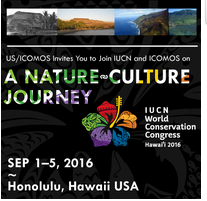 US/ICOMOS Invites You to Join IUCN and ICOMOS on
A NATURE~CULTURE
JOURNEY
IUCN
World
Conservation
Congress
Hawai'i 2016
SEP 1–5, 2016
~
Honolulu, Hawaii USA